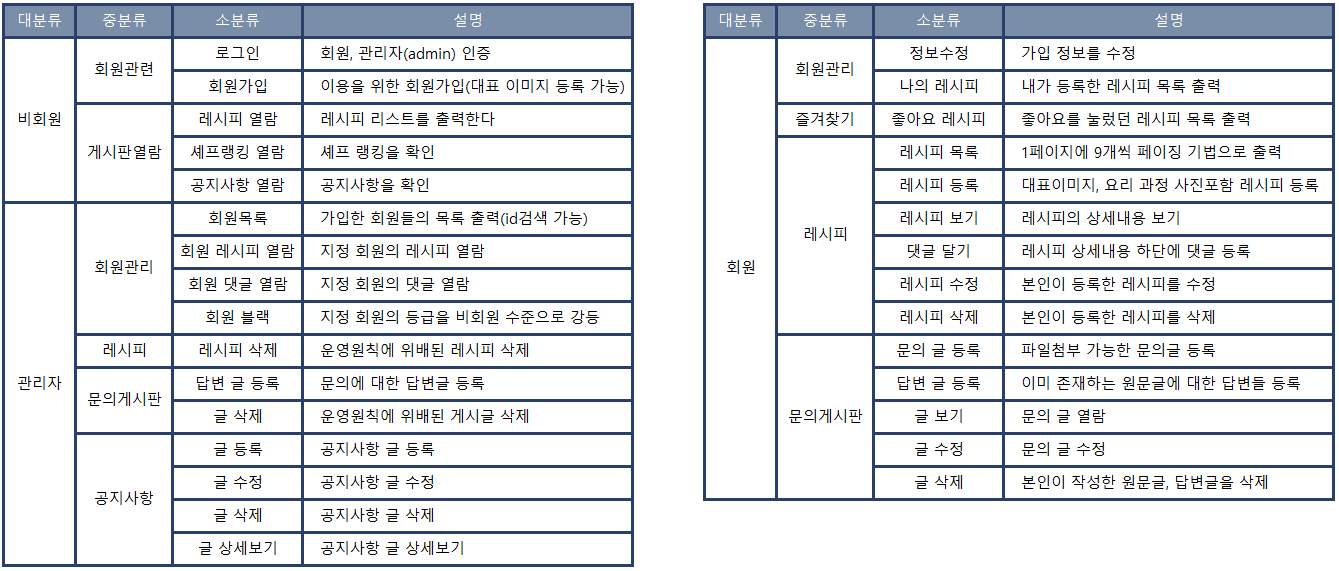 대분류 중분류 소분류 설명
비회원 회원관련 로그인 회원, 관리자(admin) 인증
회원가입 이용을 위한 회원가입(대표 이미지 등록 가능)
게시판열람 레시피 열람 레시피 리스트를 출력한다
셰프랭킹 열람 셰프 랭킹을 확인
공지사항 열람 공지사항을 확인
관리자 회원관리 회원목록 가입한 회원들의 목록 출력(id검색 가능)
회원 레시피 열람 지정 회원의 레시피 열람
회원 댓글 열람 지정 회원의 댓글 열람
회원 블랙 지정 회원의 등급을 비회원 수준으로 강등
레시피 레시피 삭제 운영원칙에 위배된 레시피 삭제
문의게시판 답변 글 등록 문의에 대한 답변글 등록
글 삭제 운영원칙에 위배된 게시글 삭제
공지사항 글 등록 공지사항 글 등록
글 수정 공지사항 글 수정
글 삭제 공지사항 글 삭제
글 상세보기 공지사항 글 상세보기
대분류 중분류 소분류 설명
회원 회원관리 정보수정 가입 정보를 수정
나의 레시피 내가 등록한 레시피 목록 출력
즐겨찾기 좋아요 레시피 좋아요를 눌렀던 레시피 목록 출력
레시피 레시피 목록 1페이지에 9개씩 페이징 기법으로 출력
레시피 등록 대표이미지, 요리 과정 사진포함 레시피 등록
레시피 보기 레시피의 상세내용 보기
댓글 달기 레시피 상세내용 하단에 댓글 등록
레시피 수정 본인이 등록한 레시피를 수정
레시피 삭제 본인이 등록한 레시피를 삭제
문의게시판 문의 글 등록 파일첨부 가능한 문의글 등록
답변 글 등록 이미 존재하는 원문글에 대한 답변들 등록
글 보기 문의 글 열람
글 수정 문의 글 수정
글 삭제 본인이 작성한 원문글, 답변글을 삭제